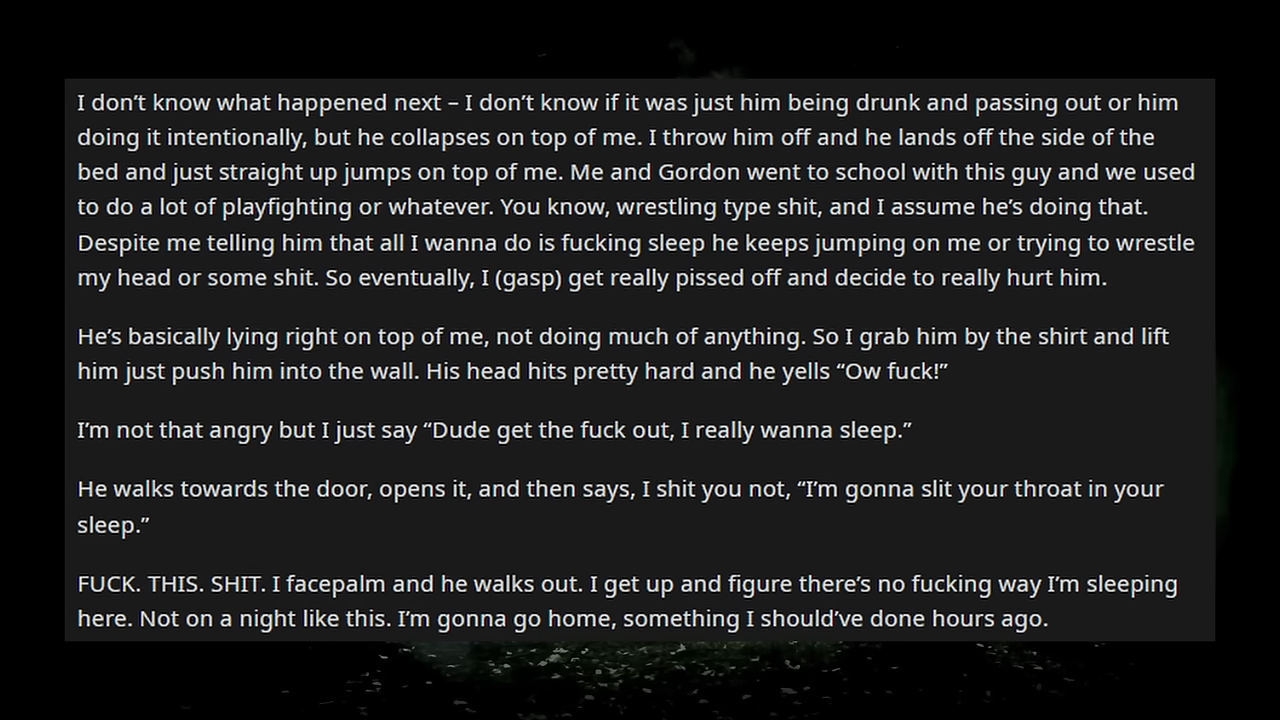 I don’t know what happened next – I don’t know if it was just him being drunk and passing out or him
doing it intentionally, but he collapses on top of me. I throw him off and he lands off the side of the
bed and just straight up jumps on top of me. Me and Gordon went to school with this guy and we used
to do a lot of playfighting or whatever. You know, wrestling type shit, and I assume he’s doing that.
Despite me telling him that all I wanna do is fucking sleep he keeps jumping on me or trying to wrestle
my head or some shit. So eventually, I (gasp) get really pissed off and decide to really hurt him.
He’s basically lying right on top of me, not doing much of anything. So I grab him by the shirt and lift
him just push him into the wall. His head hits pretty hard and he yells “Ow fuck!”
I’m not that angry but I just say “Dude get the fuck out, I really wanna sleep.”
He walks towards the door, opens it, and then says, I shit you not, “I’m gonna slit your throat in your
sleep.”
FUCK. THIS. SHIT. I facepalm and he walks out. I get up and figure there’s no fucking way I’m sleeping
here. Not on a night like this. I’m gonna go home, something I should’ve done hours ago.